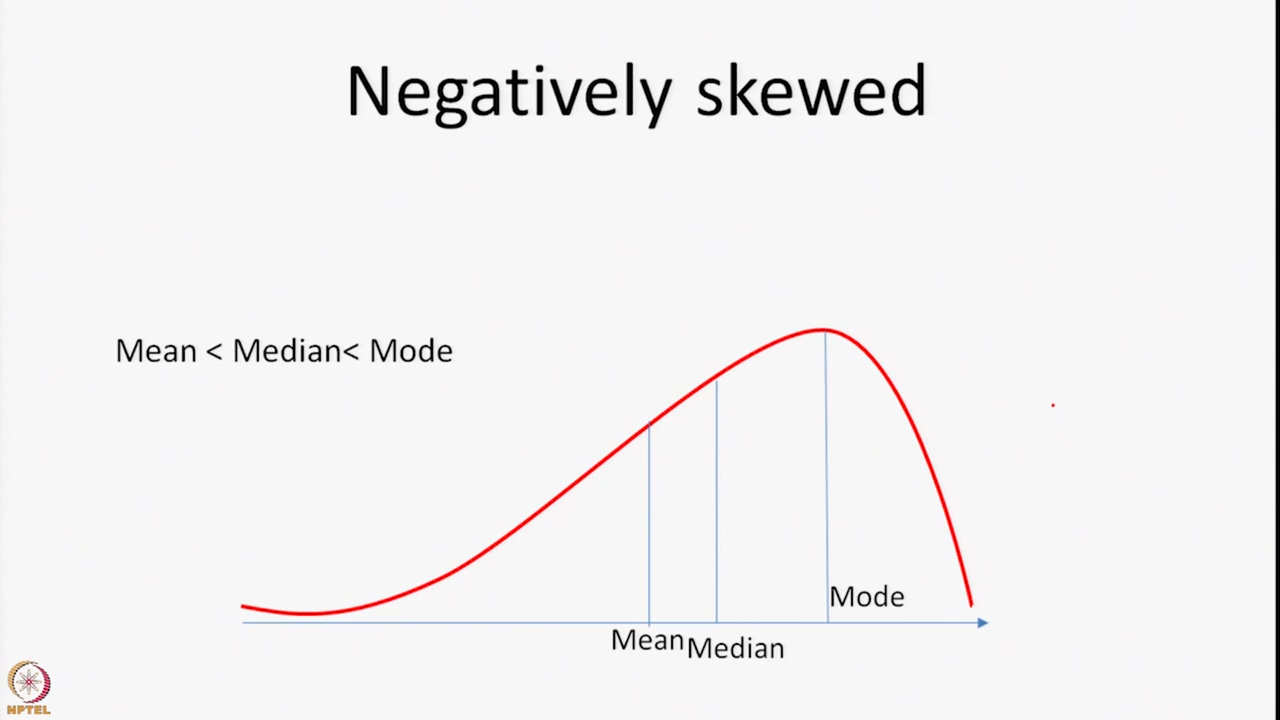 Negatively skewed
Mean < Median< Mode
Mode
Mean
Median
NPTEL